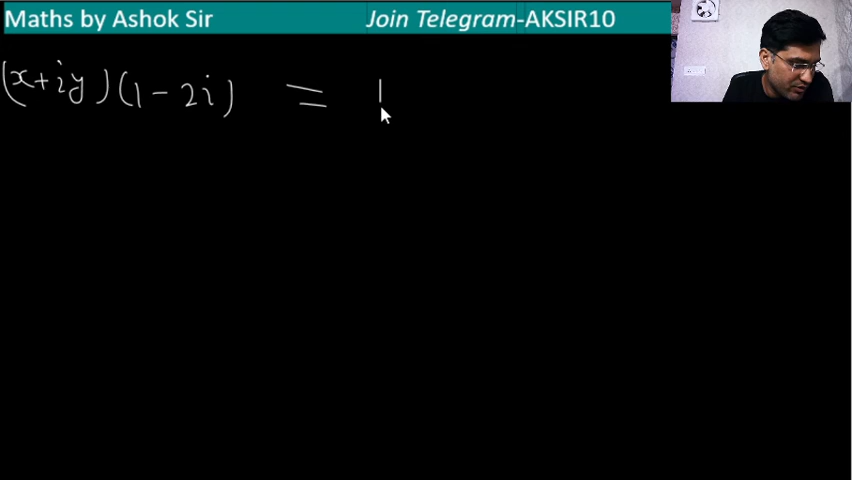 Maths by Ashok Sir Join Telegram-AKSIR10
(x+iy)(1-2i) = 1